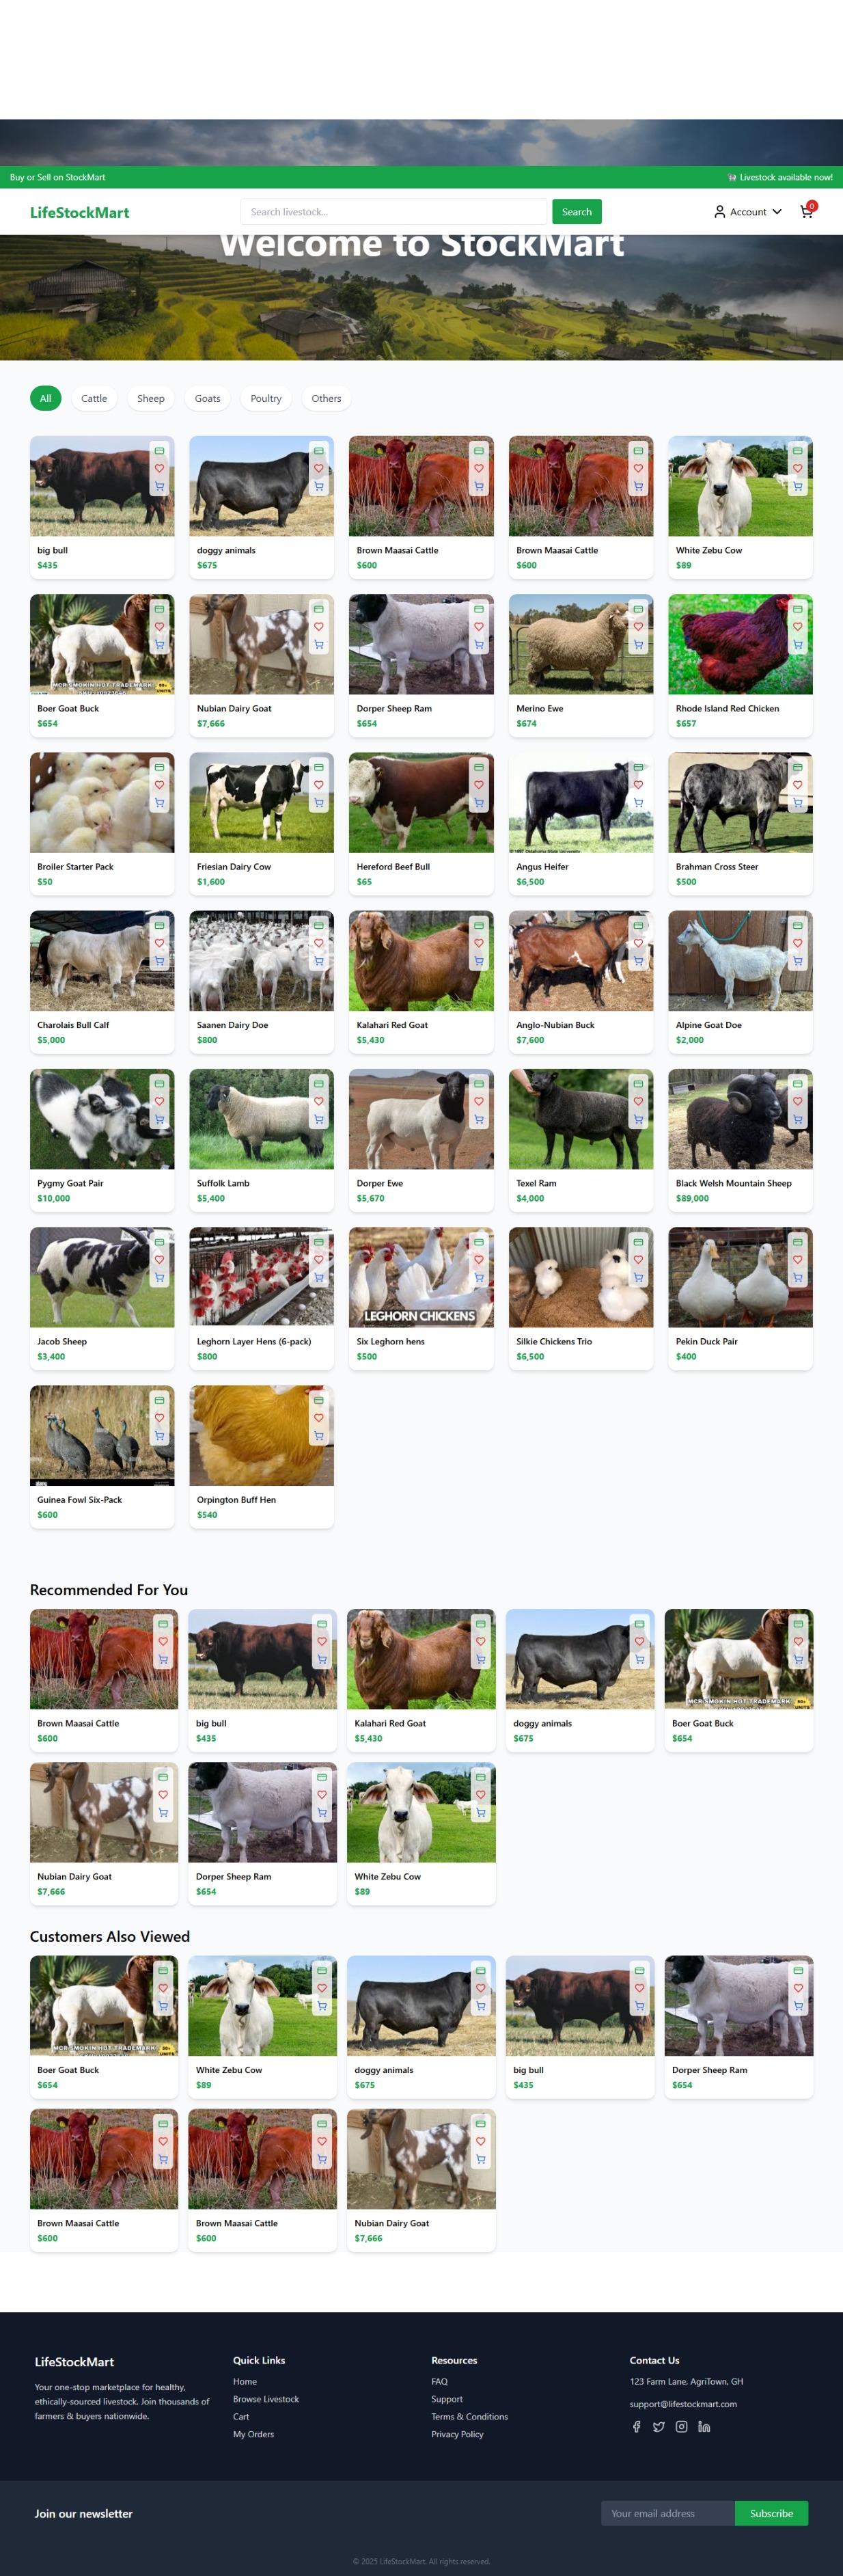 Buy or Sell on StockMart
Livestock available now!
LifeStockMart
Search livestock...
Search
Account
0
Welcome to StockMart
All
Cattle
Sheep
Goats
Poultry
Others
big bull
$435
doggy animals
$675
Brown Maasai Cattle
$600
Brown Maasai Cattle
$600
White Zebu Cow
$89
MCR SMOKIN HOT TRADEMARK
Boer Goat Buck
$654
Nubian Dairy Goat
$7,666
Dorper Sheep Ram
$654
Merino Ewe
$674
Rhode Island Red Chicken
$657
Broiler Starter Pack
$50
Friesian Dairy Cow
$1,600
Hereford Beef Bull
$65
Angus Heifer
$6,500
Brahman Cross Steer
$500
Charolais Bull Calf
$5,000
Saanen Dairy Doe
$800
Kalahari Red Goat
$5,430
Anglo-Nubian Buck
$7,600
Alpine Goat Doe
$2,000
Pygmy Goat Pair
$10,000
Suffolk Lamb
$5,400
Dorper Ewe
$5,670
Texel Ram
$4,000
Black Welsh Mountain Sheep
$89,000
Jacob Sheep
$3,400
Leghorn Layer Hens (6-pack)
$800
LEGHORN CHICKENS
Six Leghorn hens
$500
Silkie Chickens Trio
$6,500
Pekin Duck Pair
$400
Guinea Fowl Six-Pack
$600
Orpington Buff Hen
$540
Recommended For You
Brown Maasai Cattle
$600
big bull
$435
Kalahari Red Goat
$5,430
doggy animals
$675
MCR SMOKIN HOT TRADEMARK
Boer Goat Buck
$654
Nubian Dairy Goat
$7,666
Dorper Sheep Ram
$654
White Zebu Cow
$89
Customers Also Viewed
MCR SMOKIN HOT TRADEMARK
Boer Goat Buck
$654
White Zebu Cow
$89
doggy animals
$675
big bull
$435
Dorper Sheep Ram
$654
Brown Maasai Cattle
$600
Brown Maasai Cattle
$600
Nubian Dairy Goat
$7,666
LifeStockMart
Your one-stop marketplace for healthy,
ethically-sourced livestock. Join thousands of
farmers & buyers nationwide.
Quick Links
Home
Browse Livestock
Cart
My Orders
Resources
FAQ
Support
Terms & Conditions
Privacy Policy
Contact Us
123 Farm Lane, AgriTown, GH
support@lifestockmart.com
Join our newsletter
Your email address
Subscribe
© 2025 LifeStockMart. All rights reserved.